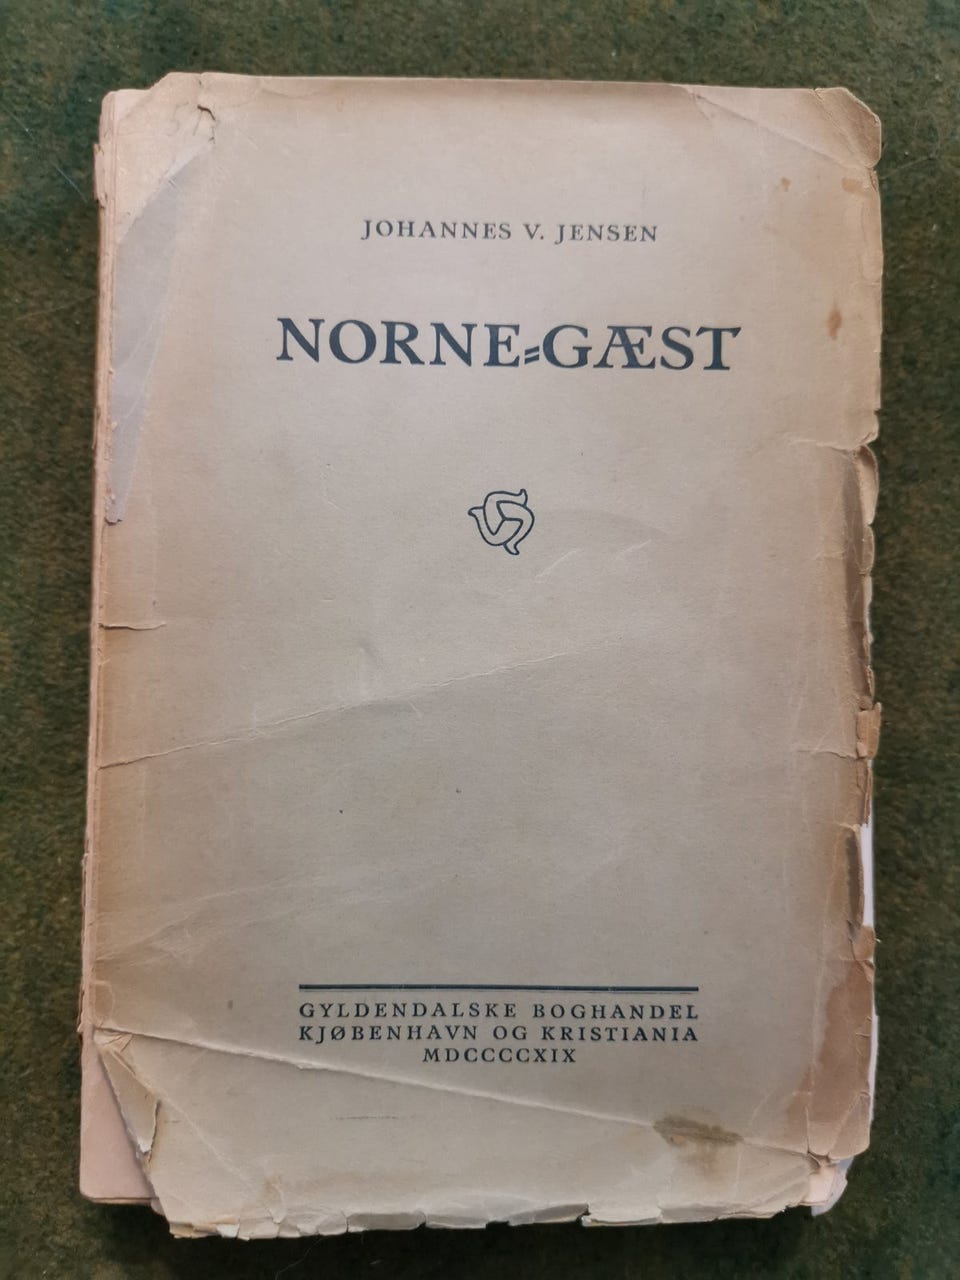 JOHANNES V. JENSEN
NORNE=GÆST
GYLDENDALSKE BOGHANDEL
KJØBENHAVN OG KRISTIANIA
MDCCCCXIX